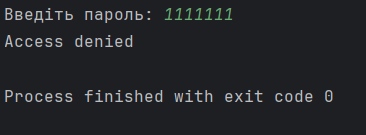 Введіть пароль: 1111111
Access denied
Process finished with exit code 0